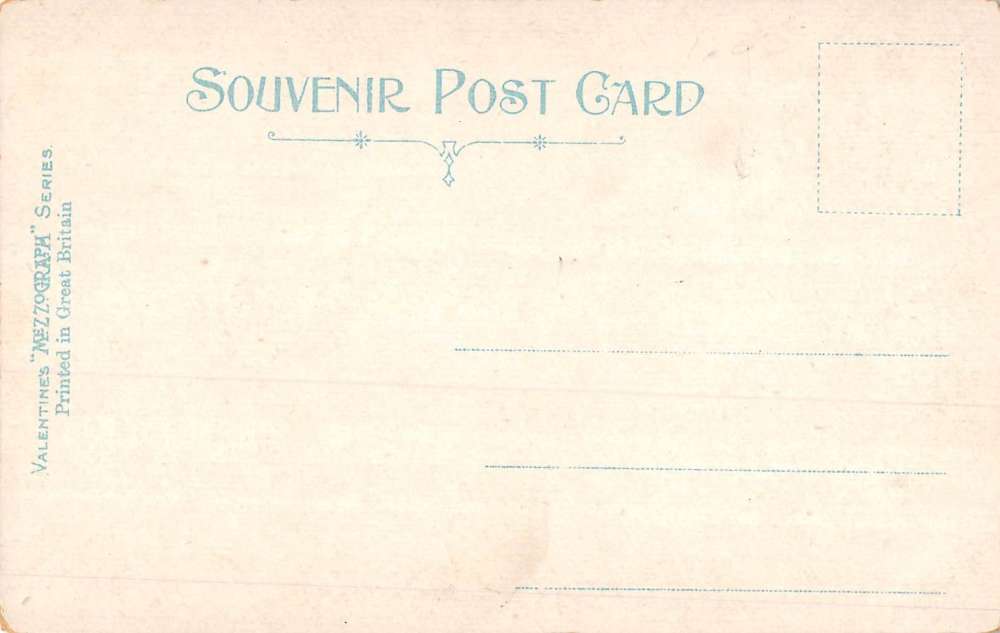 SOUVENIR POST CARD
VALENTINE'S "MEZZOGRAPH" SERIES.
Printed in Great Britain